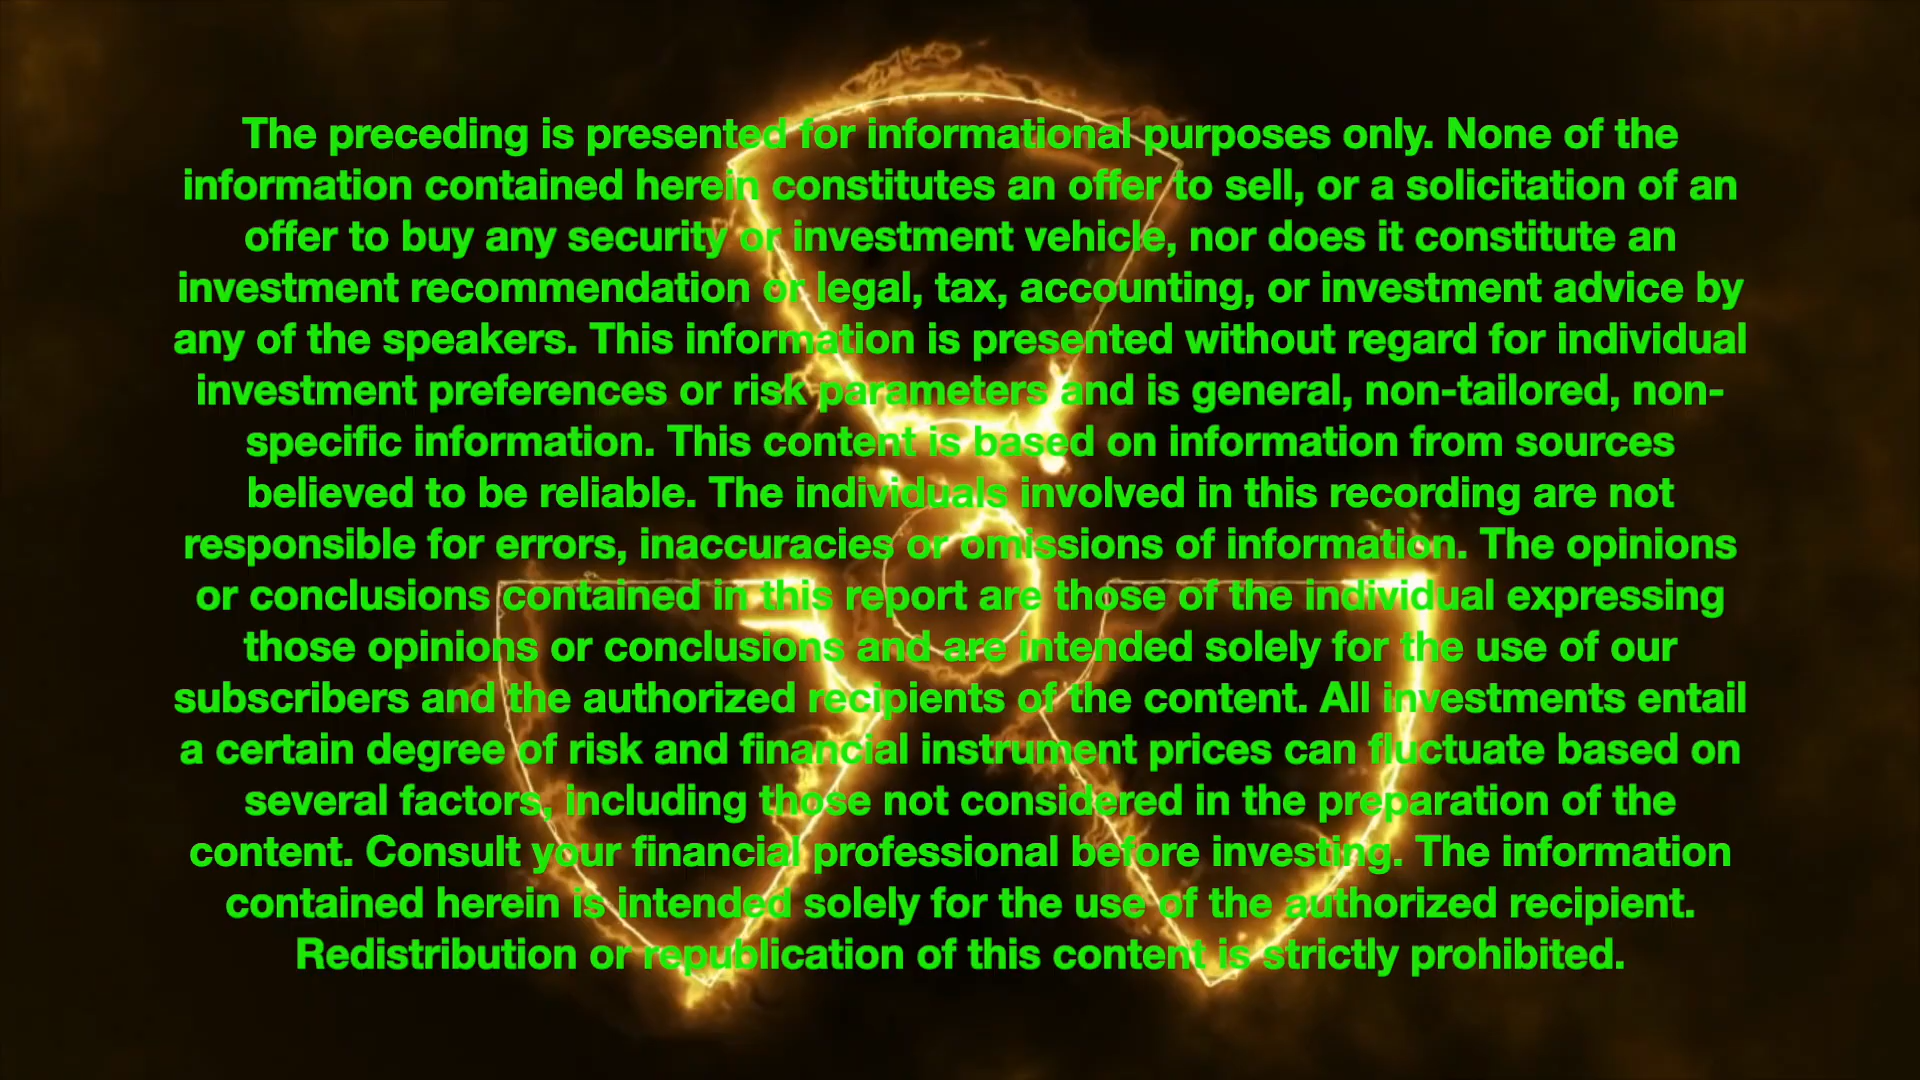 The preceding is presented for informational purposes only. None of the
information contained herein constitutes an offer to sell, or a solicitation of an
offer to buy any security or investment vehicle, nor does it constitute an
investment recommendation or legal, tax, accounting, or investment advice by
any of the speakers. This information is presented without regard for individual
investment preferences or risk parameters and is general, non-tailored, non-
specific information. This content is based on information from sources
believed to be reliable. The individuals involved in this recording are not
responsible for errors, inaccuracies or omissions of information. The opinions
or conclusions contained in this report are those of the individual expressing
those opinions or conclusions and are intended solely for the use of our
subscribers and the authorized recipients of the content. All investments entail
a certain degree of risk and financial instrument prices can fluctuate based on
several factors, including those not considered in the preparation of the
content. Consult your financial professional before investing. The information
contained herein is intended solely for the use of the authorized recipient.
Redistribution or republication of this content is strictly prohibited.